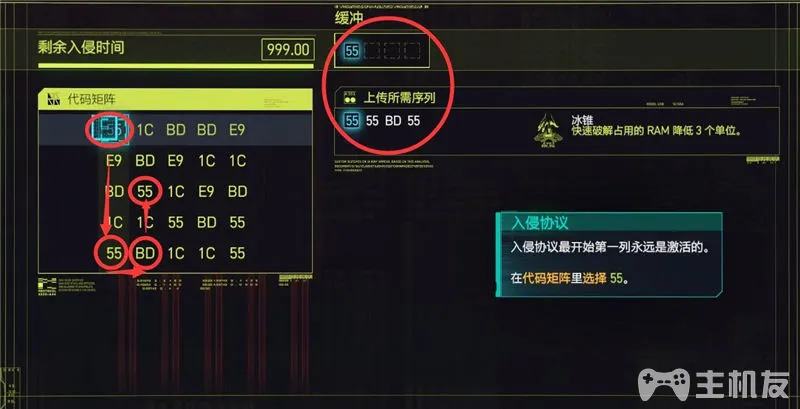 缓冲
剩余入侵时间
999.00
55
代码矩阵
上传所需序列
55 55 BD 55
冰锥
快速破解占用的 RAM 降低 3 个单位。
55 1C BD BD E9
E9 BD E9 1C 1C
BD 55 1C E9 BD
1C 1C 55 BD 55
55 BD 1C 1C 55
入侵协议
入侵协议最开始第一列永远是激活的。
在代码矩阵里选择 55。
主机友